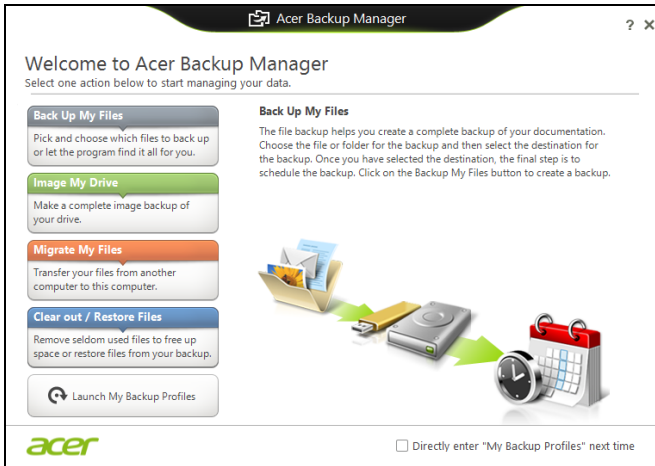 Acer Backup Manager
? X
Welcome to Acer Backup Manager
Select one action below to start managing your data.
Back Up My Files
Pick and choose which files to back up
or let the program find it all for you.
Image My Drive
Make a complete image backup of
your drive.
Migrate My Files
Transfer your files from another
computer to this computer.
Clear out / Restore Files
Remove seldom used files to free up
space or restore files from your backup.
Launch My Backup Profiles
Back Up My Files
The file backup helps you create a complete backup of your documentation.
Choose the file or folder for the backup and then select the destination for
the backup. Once you have selected the destination, the final step is to
schedule the backup. Click on the Backup My Files button to create a backup.
acer
Directly enter "My Backup Profiles" next time